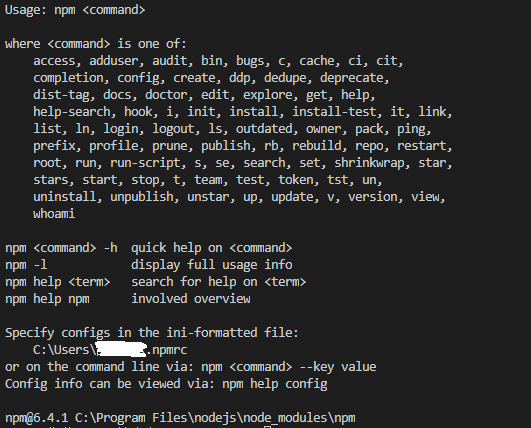 Usage: npm <command>
where <command> is one of:
access, adduser, audit, bin, bugs, c, cache, ci, cit,
completion, config, create, ddp, dedupe, deprecate,
dist-tag, docs, doctor, edit, explore, get, help,
help-search, hook, i, init, install, install-test, it, link,
list, ln, login, logout, ls, outdated, owner, pack, ping,
prefix, profile, prune, publish, rb, rebuild, repo, restart,
root, run, run-script, s, se, search, set, shrinkwrap, star,
stars, start, stop, t, team, test, token, tst, un,
uninstall, unpublish, unstar, up, update, v, version, view,
whoami
npm <command> -h  quick help on <command>
npm -l            display full usage info
npm help <term>   search for help on <term>
npm help npm      involved overview
Specify configs in the ini-formatted file:
C:\Users\ .npmrc
or on the command line via: npm <command> --key value
Config info can be viewed via: npm help config
npm@6.4.1 C:\Program Files\nodejs\node_modules\npm